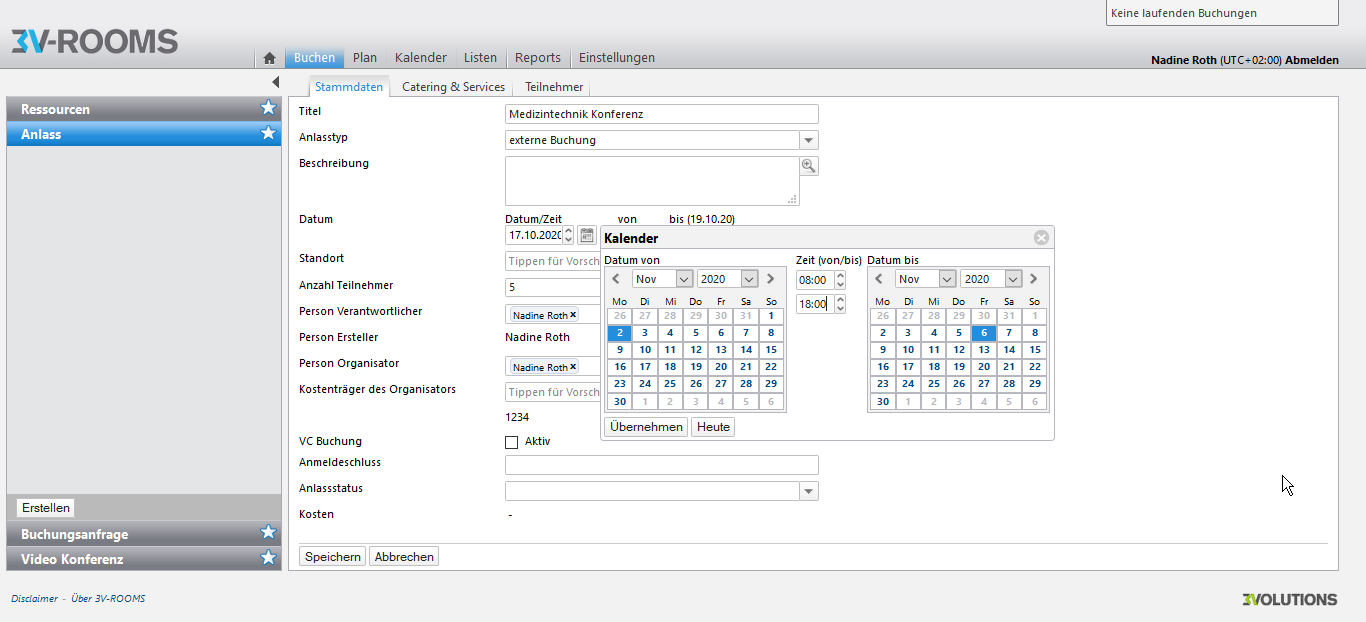 Keine laufenden Buchungen
3V-ROOMS
Buchen Plan Kalender Listen Reports Einstellungen
Nadine Roth (UTC+02:00) Abmelden
Stammdaten Catering & Services Teilnehmer
Ressourcen
Anlass
Erstellen
Buchungsanfrage
Video Konferenz
Titel Medizintechnik Konferenz
Anlasstyp externe Buchung
Beschreibung
Datum Datum/Zeit von bis (19.10.20)
17.10.2020
Standort Tippen für Vorsch
Anzahl Teilnehmer 5
Person Verantwortlicher Nadine Roth ×
Person Ersteller Nadine Roth
Person Organisator Nadine Roth ×
Kostenträger des Organisators Tippen für Vorsch
1234
VC Buchung Aktiv
Anmeldeschluss
Anlassstatus
Kosten -
Speichern Abbrechen
Kalender
Datum von
Nov 2020
Mo Di Mi Do Fr Sa So
26 27 28 29 30 31 1
2 3 4 5 6 7 8
9 10 11 12 13 14 15
16 17 18 19 20 21 22
23 24 25 26 27 28 29
30 1 2 3 4 5 6
Zeit (von/bis)
08:00
18:00
Datum bis
Nov 2020
Mo Di Mi Do Fr Sa So
26 27 28 29 30 31 1
2 3 4 5 6 7 8
9 10 11 12 13 14 15
16 17 18 19 20 21 22
23 24 25 26 27 28 29
30 1 2 3 4 5 6
Übernehmen Heute
Disclaimer - Über 3V-ROOMS
3VOLUTIONS